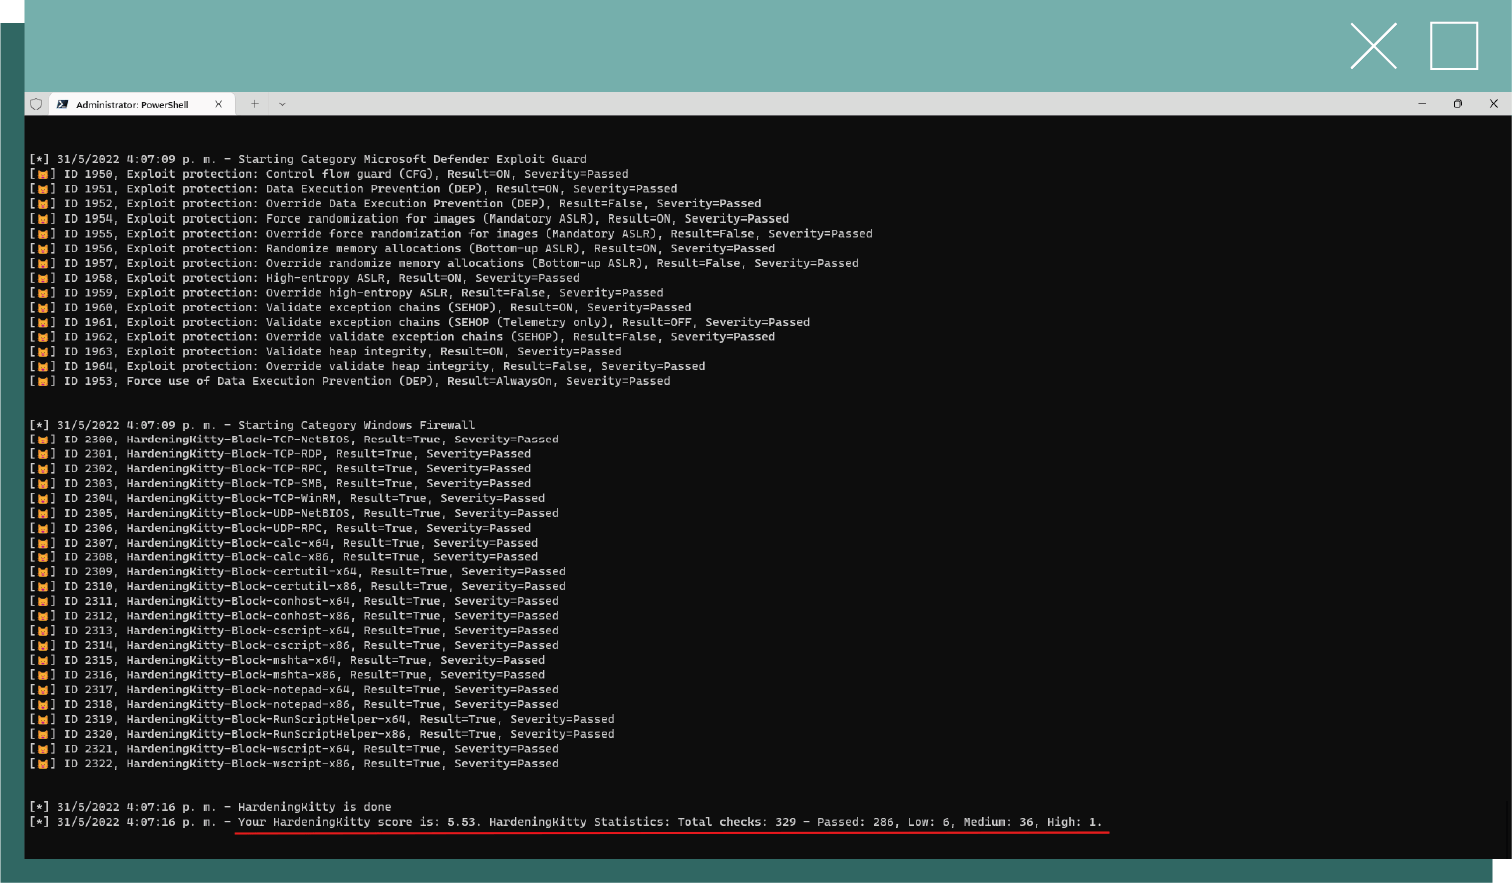 Administrator: PowerShell
[*] 31/5/2022 4:07:09 p. m. - Starting Category Microsoft Defender Exploit Guard
[😾] ID 1950, Exploit protection: Control flow guard (CFG), Result=ON, Severity=Passed
[😾] ID 1951, Exploit protection: Data Execution Prevention (DEP), Result=ON, Severity=Passed
[😾] ID 1952, Exploit protection: Override Data Execution Prevention (DEP), Result=False, Severity=Passed
[😾] ID 1954, Exploit protection: Force randomization for images (Mandatory ASLR), Result=ON, Severity=Passed
[😾] ID 1955, Exploit protection: Override force randomization for images (Mandatory ASLR), Result=False, Severity=Passed
[😾] ID 1956, Exploit protection: Randomize memory allocations (Bottom-up ASLR), Result=ON, Severity=Passed
[😾] ID 1957, Exploit protection: Override randomize memory allocations (Bottom-up ASLR), Result=False, Severity=Passed
[😾] ID 1958, Exploit protection: High-entropy ASLR, Result=ON, Severity=Passed
[😾] ID 1959, Exploit protection: Override high-entropy ASLR, Result=False, Severity=Passed
[😾] ID 1960, Exploit protection: Validate exception chains (SEHOP), Result=ON, Severity=Passed
[😾] ID 1961, Exploit protection: Validate exception chains (SEHOP (Telemetry only), Result=OFF, Severity=Passed
[😾] ID 1962, Exploit protection: Override validate exception chains (SEHOP), Result=False, Severity=Passed
[😾] ID 1963, Exploit protection: Validate heap integrity, Result=ON, Severity=Passed
[😾] ID 1964, Exploit protection: Override validate heap integrity, Result=False, Severity=Passed
[😾] ID 1953, Force use of Data Execution Prevention (DEP), Result=AlwaysOn, Severity=Passed
[*] 31/5/2022 4:07:09 p. m. - Starting Category Windows Firewall
[😾] ID 2300, HardeningKitty-Block-TCP-NetBIOS, Result=True, Severity=Passed
[😾] ID 2301, HardeningKitty-Block-TCP-RDP, Result=True, Severity=Passed
[😾] ID 2302, HardeningKitty-Block-TCP-RPC, Result=True, Severity=Passed
[😾] ID 2303, HardeningKitty-Block-TCP-SMB, Result=True, Severity=Passed
[😾] ID 2304, HardeningKitty-Block-TCP-WinRM, Result=True, Severity=Passed
[😾] ID 2305, HardeningKitty-Block-UDP-NetBIOS, Result=True, Severity=Passed
[😾] ID 2306, HardeningKitty-Block-UDP-RPC, Result=True, Severity=Passed
[😾] ID 2307, HardeningKitty-Block-calc-x64, Result=True, Severity=Passed
[😾] ID 2308, HardeningKitty-Block-calc-x86, Result=True, Severity=Passed
[😾] ID 2309, HardeningKitty-Block-certutil-x64, Result=True, Severity=Passed
[😾] ID 2310, HardeningKitty-Block-certutil-x86, Result=True, Severity=Passed
[😾] ID 2311, HardeningKitty-Block-conhost-x64, Result=True, Severity=Passed
[😾] ID 2312, HardeningKitty-Block-conhost-x86, Result=True, Severity=Passed
[😾] ID 2313, HardeningKitty-Block-cscript-x64, Result=True, Severity=Passed
[😾] ID 2314, HardeningKitty-Block-cscript-x86, Result=True, Severity=Passed
[😾] ID 2315, HardeningKitty-Block-mshta-x64, Result=True, Severity=Passed
[😾] ID 2316, HardeningKitty-Block-mshta-x86, Result=True, Severity=Passed
[😾] ID 2317, HardeningKitty-Block-notepad-x64, Result=True, Severity=Passed
[😾] ID 2318, HardeningKitty-Block-notepad-x86, Result=True, Severity=Passed
[😾] ID 2319, HardeningKitty-Block-RunScriptHelper-x64, Result=True, Severity=Passed
[😾] ID 2320, HardeningKitty-Block-RunScriptHelper-x86, Result=True, Severity=Passed
[😾] ID 2321, HardeningKitty-Block-wscript-x64, Result=True, Severity=Passed
[😾] ID 2322, HardeningKitty-Block-wscript-x86, Result=True, Severity=Passed
[*] 31/5/2022 4:07:16 p. m. - HardeningKitty is done
[*] 31/5/2022 4:07:16 p. m. - Your HardeningKitty score is: 5.53. HardeningKitty Statistics: Total checks: 329 - Passed: 286, Low: 6, Medium: 36, High: 1.